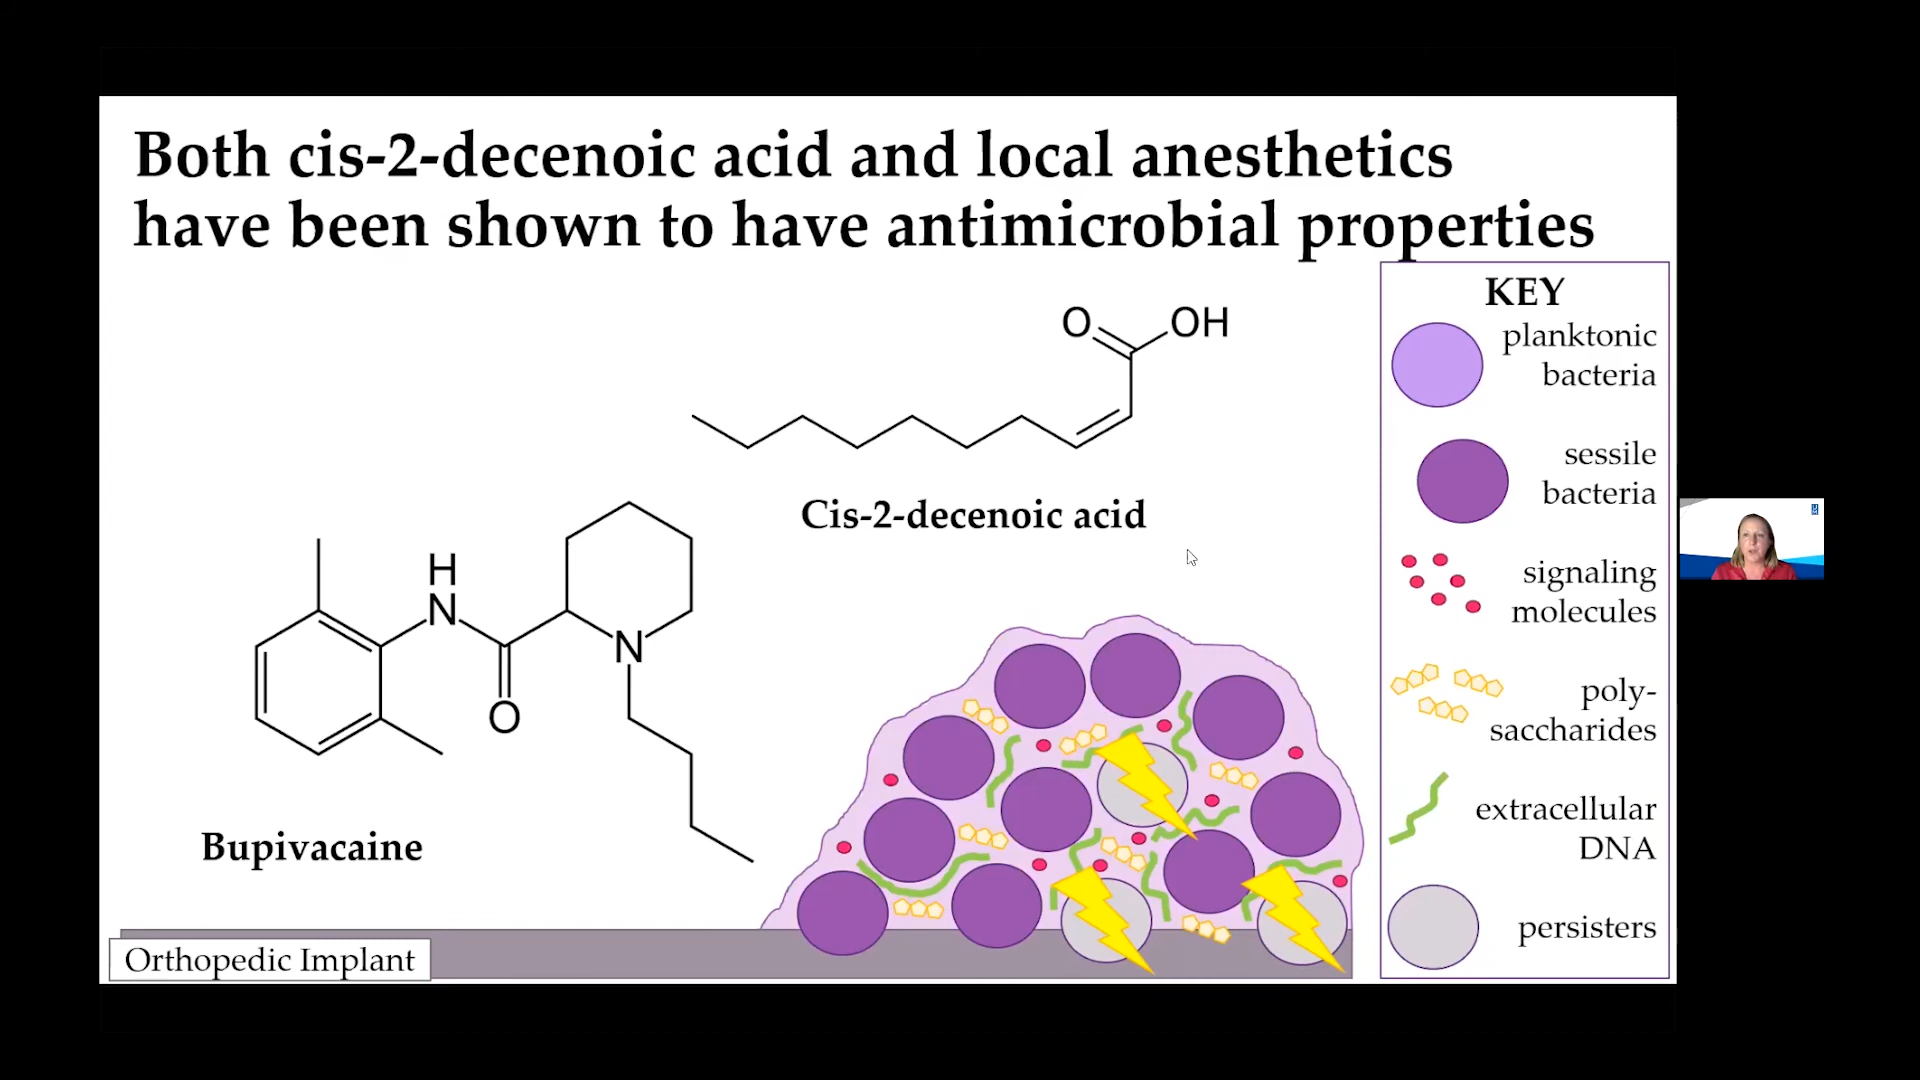 Both cis-2-decenoic acid and local anesthetics
have been shown to have antimicrobial properties
O
OH
Cis-2-decenoic acid
H
N
N
O
Bupivacaine
Orthopedic Implant
KEY
planktonic
bacteria
sessile
bacteria
signaling
molecules
poly-
saccharides
extracellular
DNA
persisters